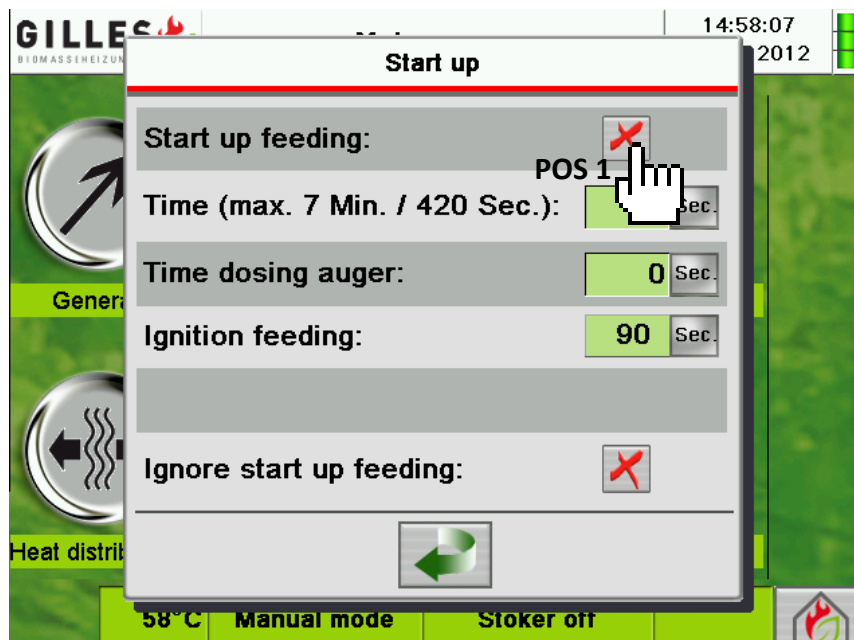 GILLES
14:58:07
BIOMASSEHEIZUN
2012
Start up
Start up feeding:
POS 1
Time (max. 7 Min. / 420 Sec.): Sec.
Time dosing auger: 0 Sec.
Genera
Ignition feeding: 90 Sec.
Ignore start up feeding:
Heat distrib
58°C Manual mode Stoker off